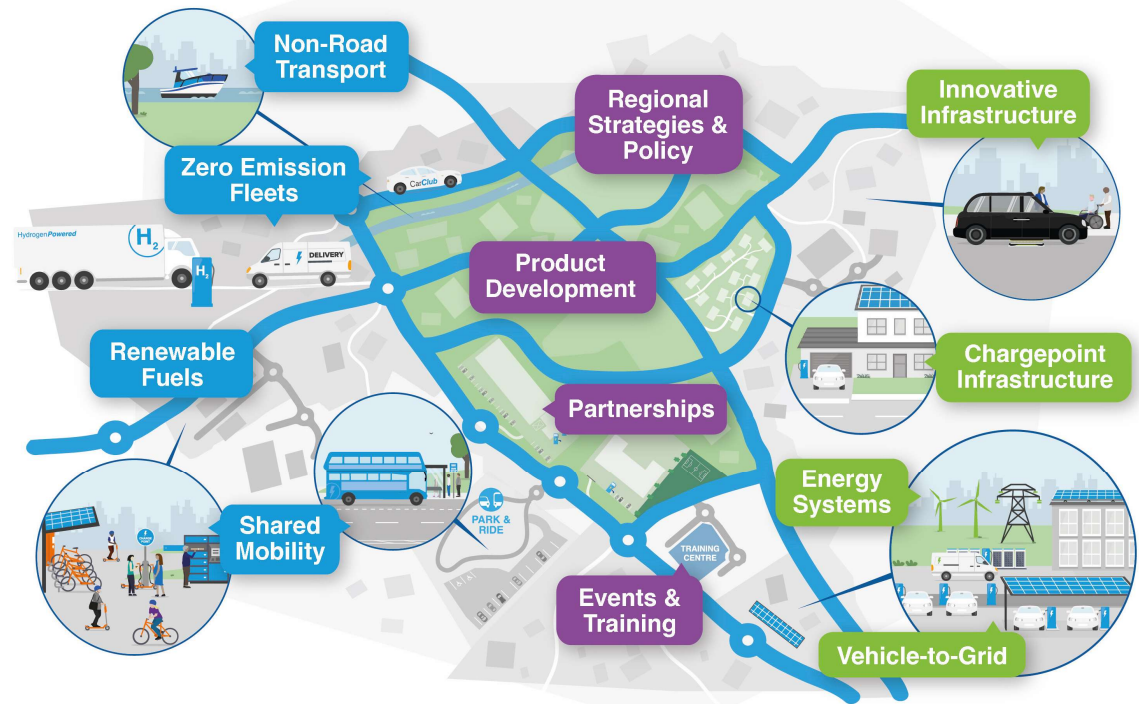 Non-Road
Transport
Regional
Strategies &
Policy
Innovative
Infrastructure
Zero Emission
Fleets
CarClub
HydrogenPowered
H2
H2
DELIVERY
Product
Development
Renewable
Fuels
Chargepoint
Infrastructure
Partnerships
Energy
Systems
Shared
Mobility
PARK &
RIDE
TRAINING
CENTRE
Events &
Training
Vehicle-to-Grid